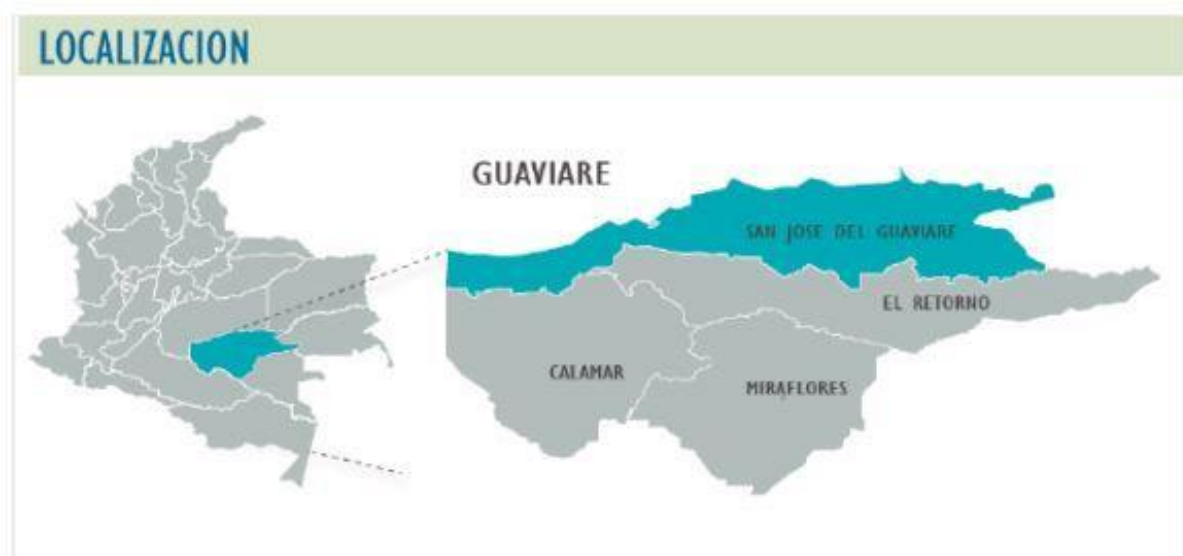 LOCALIZACION
GUAVIARE
SAN JOSE DEL GUAVIARE
EL RETORNO
CALAMAR
MIRAFLORES